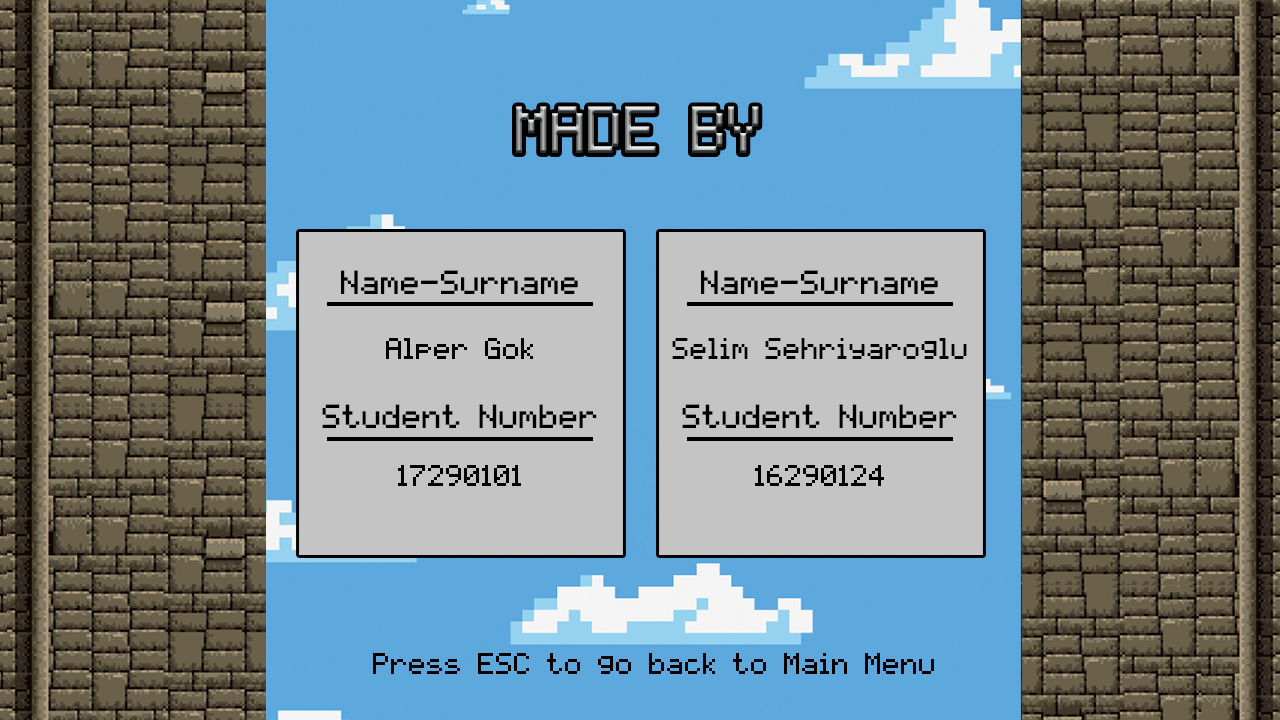 MADE BY
Name-Surname
Alper Gok
Student Number
17290101
Name-Surname
Selim Sehriyaroglu
Student Number
16290124
Press ESC to go back to Main Menu